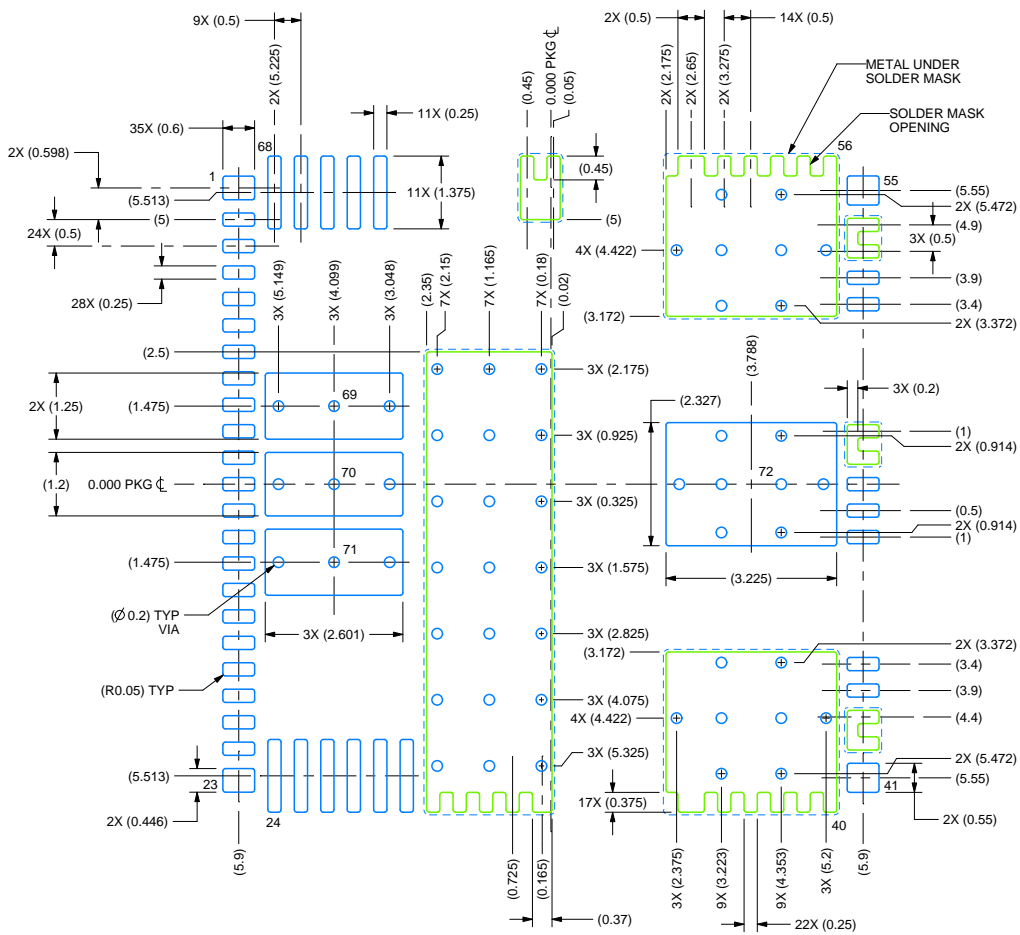 9X (0.5)
2X (0.5)
14X (0.5)
2X (5.225)
(0.45)
0.000 PKG ℄
(0.05)
2X (2.175)
2X (2.65)
2X (3.275)
METAL UNDER
SOLDER MASK
35X (0.6)
11X (0.25)
SOLDER MASK
OPENING
68
56
2X (0.598)
1
(0.45)
55
11X (1.375)
(5.55)
(5.513)
2X (5.472)
(5)
(5)
(4.9)
24X (0.5)
4X (4.422)
3X (0.5)
28X (0.25)
3X (5.149)
3X (4.099)
3X (3.048)
(2.35)
7X (2.15)
7X (1.165)
7X (0.18)
(0.02)
(3.9)
(3.4)
(3.172)
2X (3.372)
(2.5)
(3.788)
3X (2.175)
2X (1.25)
69
3X (0.2)
(1.475)
(2.327)
3X (0.925)
(1)
2X (0.914)
(1.2)
0.000 PKG ℄
70
72
3X (0.325)
(0.5)
2X (0.914)
(1)
(1.475)
71
3X (1.575)
(3.225)
(Ø 0.2) TYP
VIA
3X (2.601)
3X (2.825)
(3.172)
2X (3.372)
(3.4)
(R0.05) TYP
(3.9)
3X (4.075)
4X (4.422)
(4.4)
(5.513)
23
3X (5.325)
2X (5.472)
(5.55)
41
17X (0.375)
2X (0.446)
24
40
2X (0.55)
(5.9)
(0.725)
(0.165)
3X (2.375)
9X (3.223)
9X (4.353)
3X (5.2)
(5.9)
(0.37)
22X (0.25)